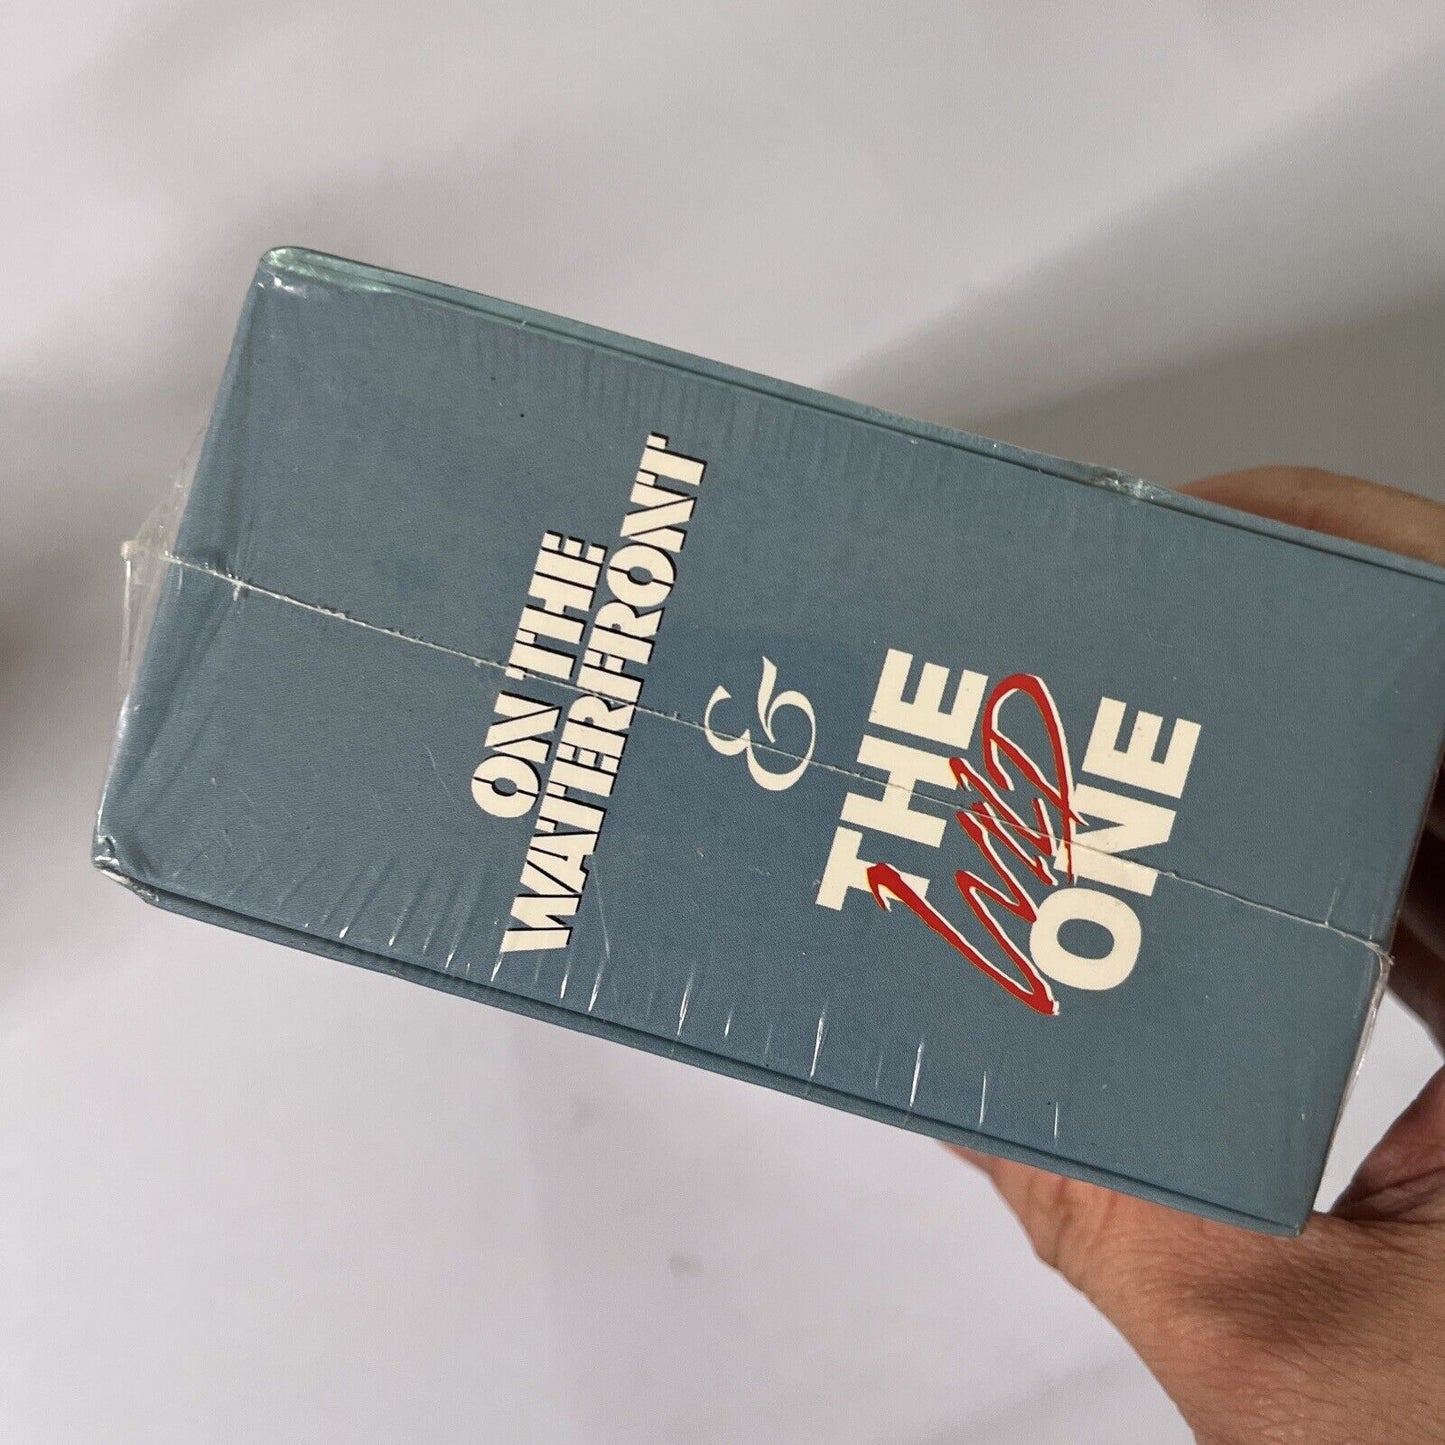 ON THE
WATERFRONT
&
THE
WILD
ONE